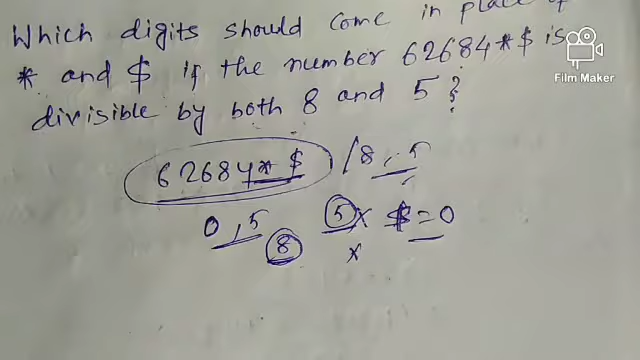 Which digits should come in place of
* and $ if the number 62684*$ is
divisible by both 8 and 5?
62684*$ /8,5
0,5 8 5 x $=0
x
Film Maker